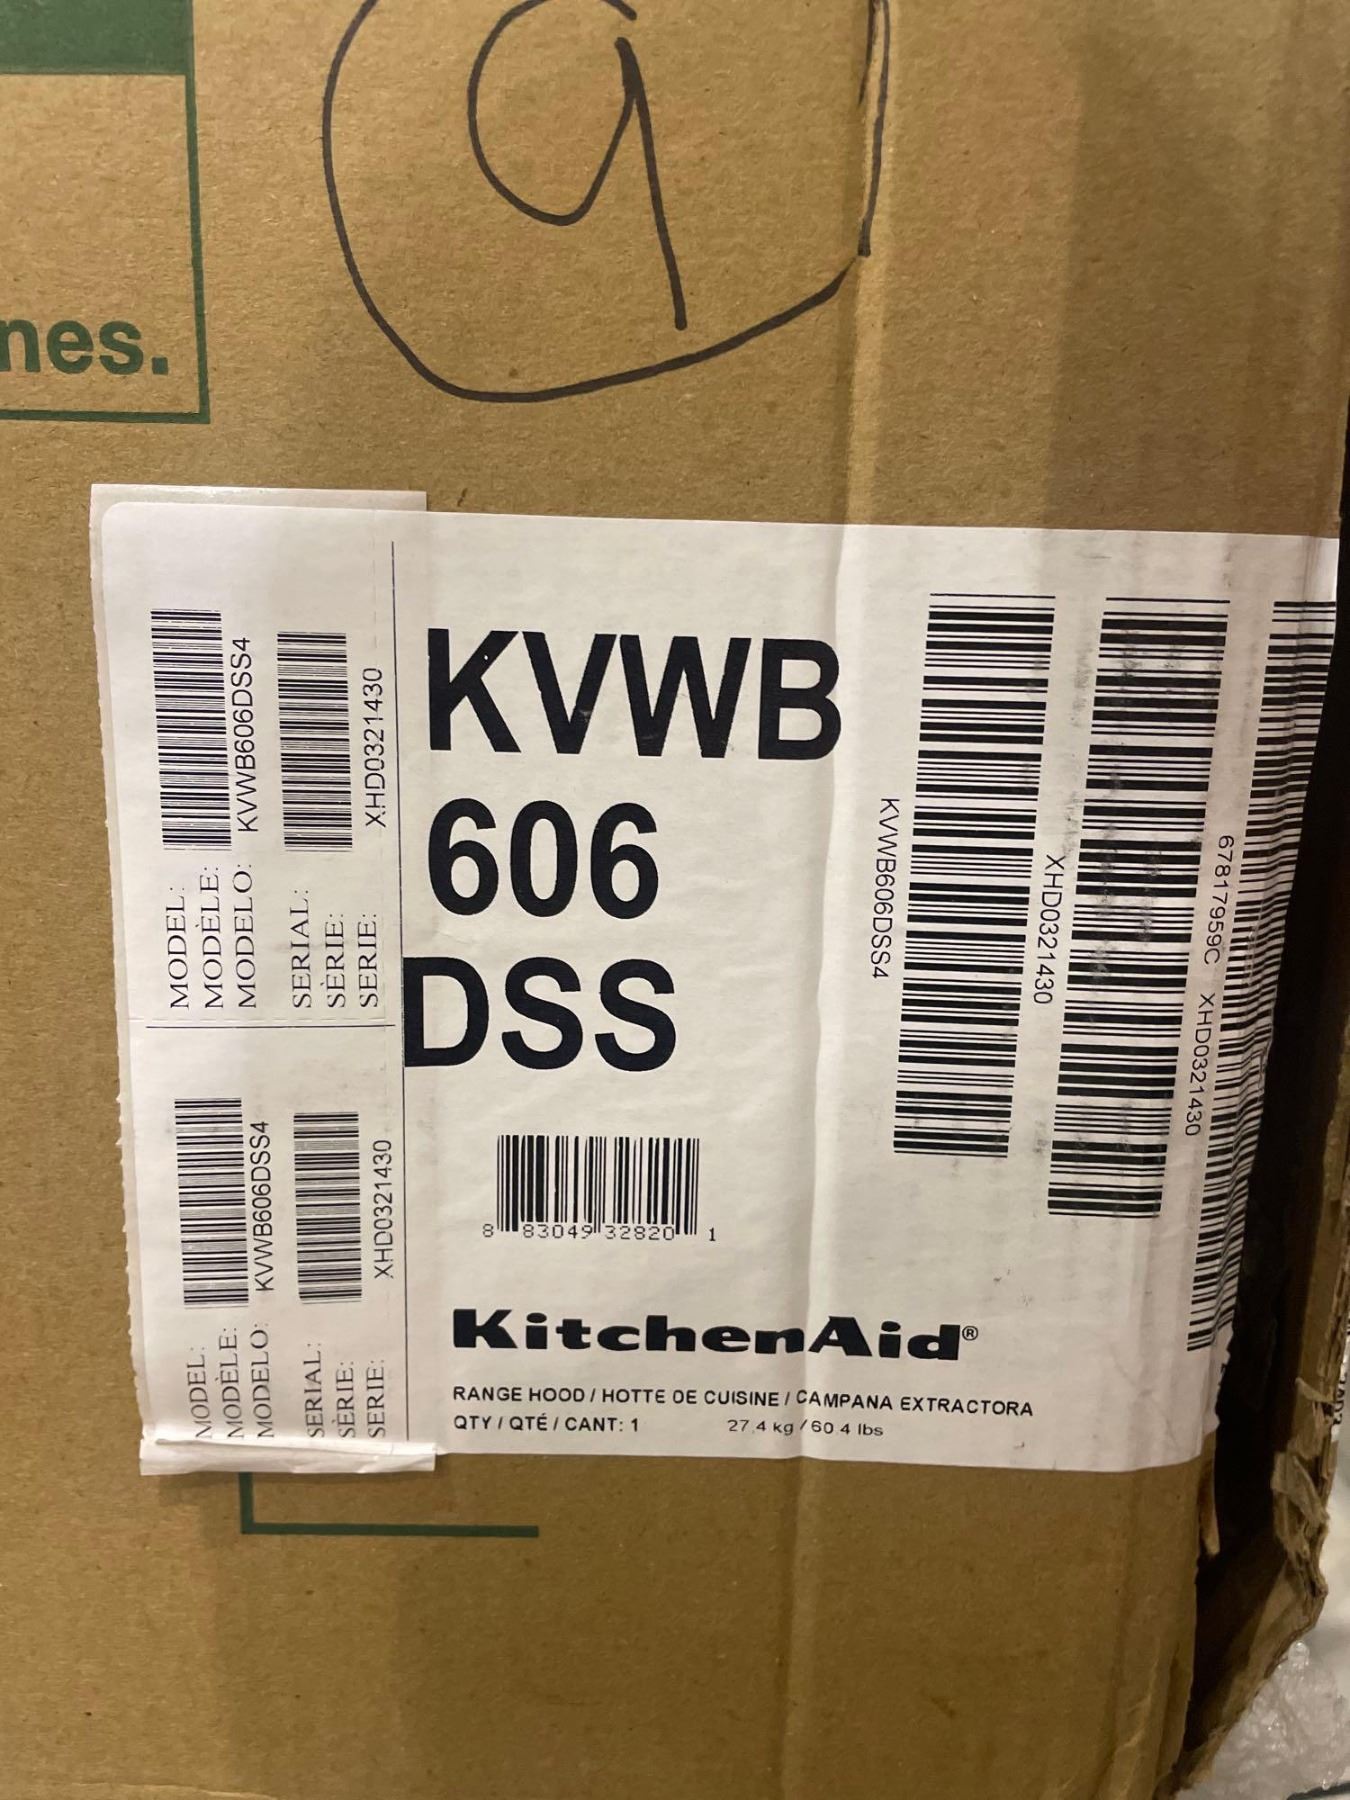 9
nes.
MODEL:
MODÈLE:
MODELO: KVWB606DSS4
SERIAL:
SÈRIE:
SERIE: XHD0321430
MODEL:
MODÈLE:
MODELO: KVWB606DSS4
SERIAL:
SÈRIE:
SERIE: XHD0321430
KVWB
606
DSS
8 83049 32820 1
KitchenAid®
RANGE HOOD / HOTTE DE CUISINE / CAMPANA EXTRACTORA
QTY / QTÉ / CANT: 1 27.4 kg / 60.4 lbs
KVWB606DSS4
XHD0321430
67817959C XHD0321430